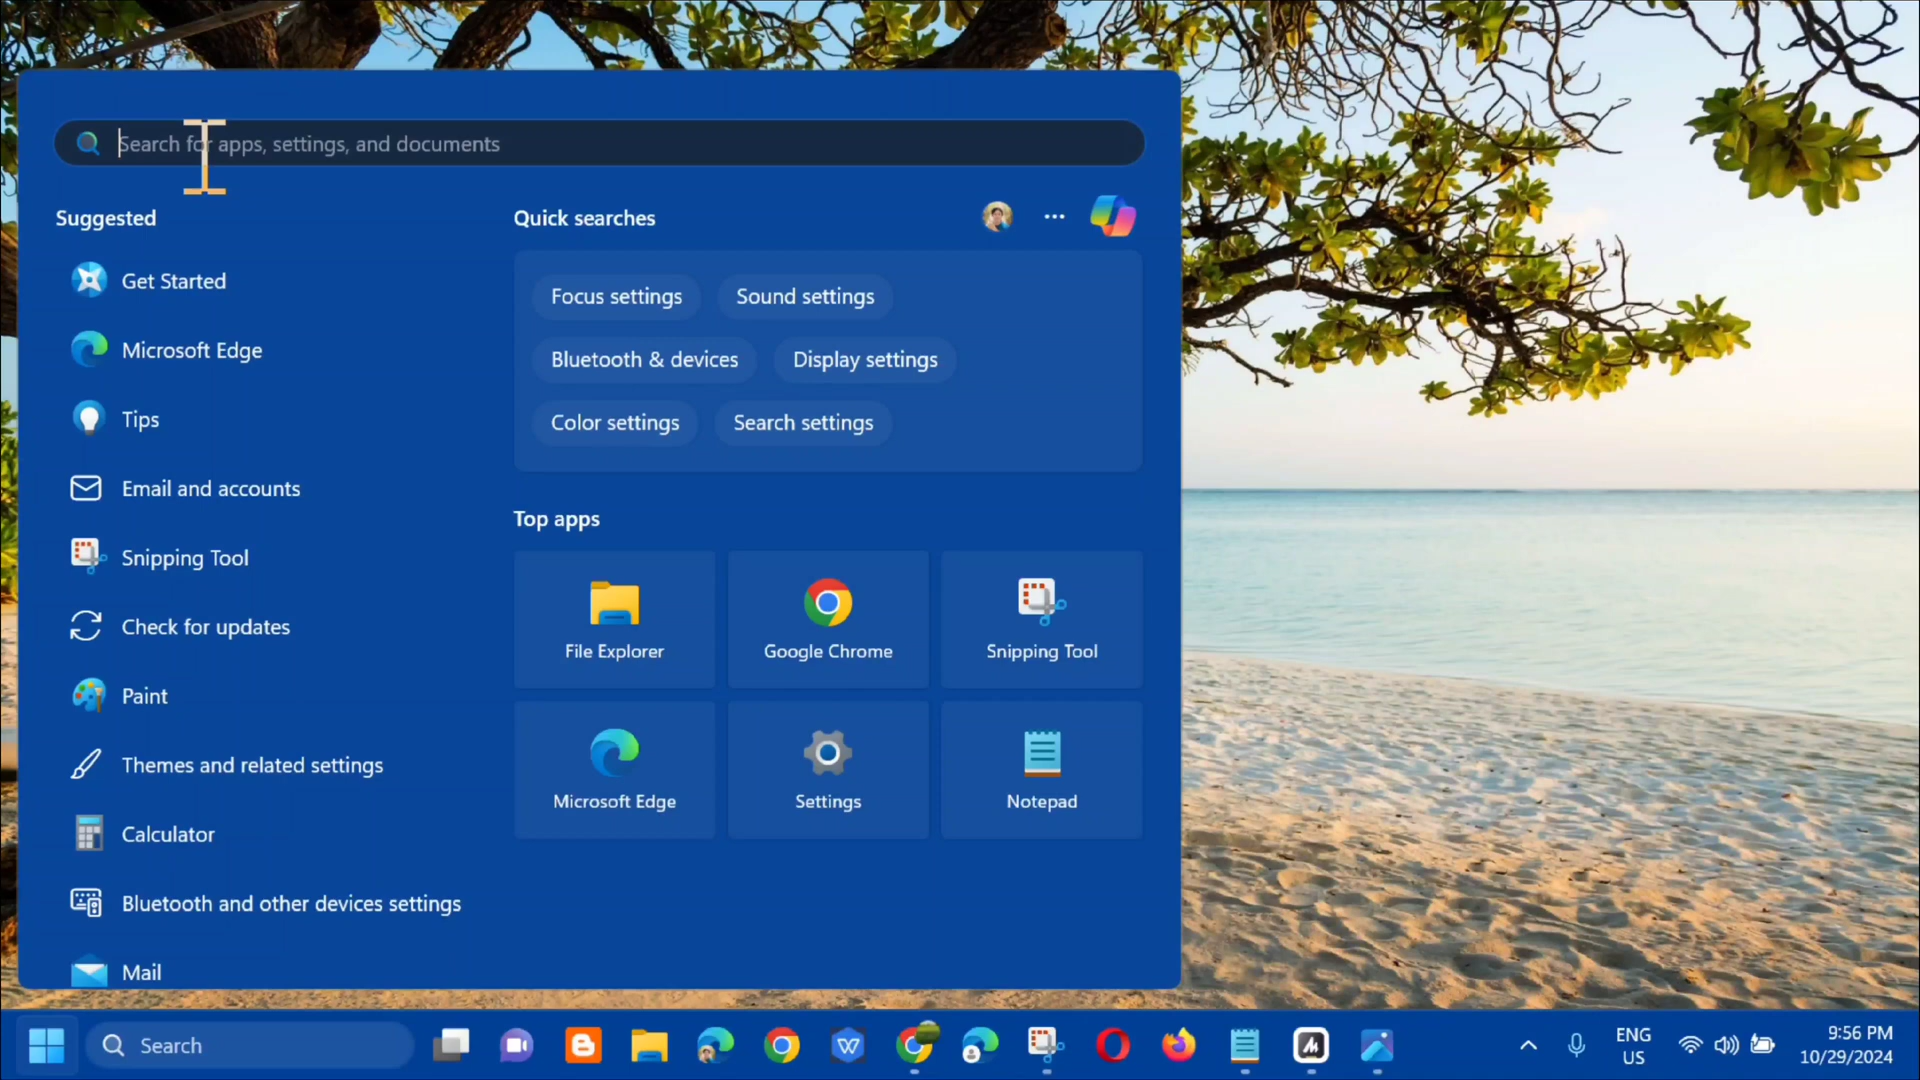 Search for apps, settings, and documents
Suggested
Get Started
Microsoft Edge
Tips
Email and accounts
Snipping Tool
Check for updates
Paint
Themes and related settings
Calculator
Bluetooth and other devices settings
Mail
Quick searches
Focus settings
Sound settings
Bluetooth & devices
Display settings
Color settings
Search settings
Top apps
File Explorer
Google Chrome
Snipping Tool
Microsoft Edge
Settings
Notepad
Search
ENG
US
9:56 PM
10/29/2024